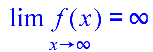 lim f(x) = ∞
x→∞